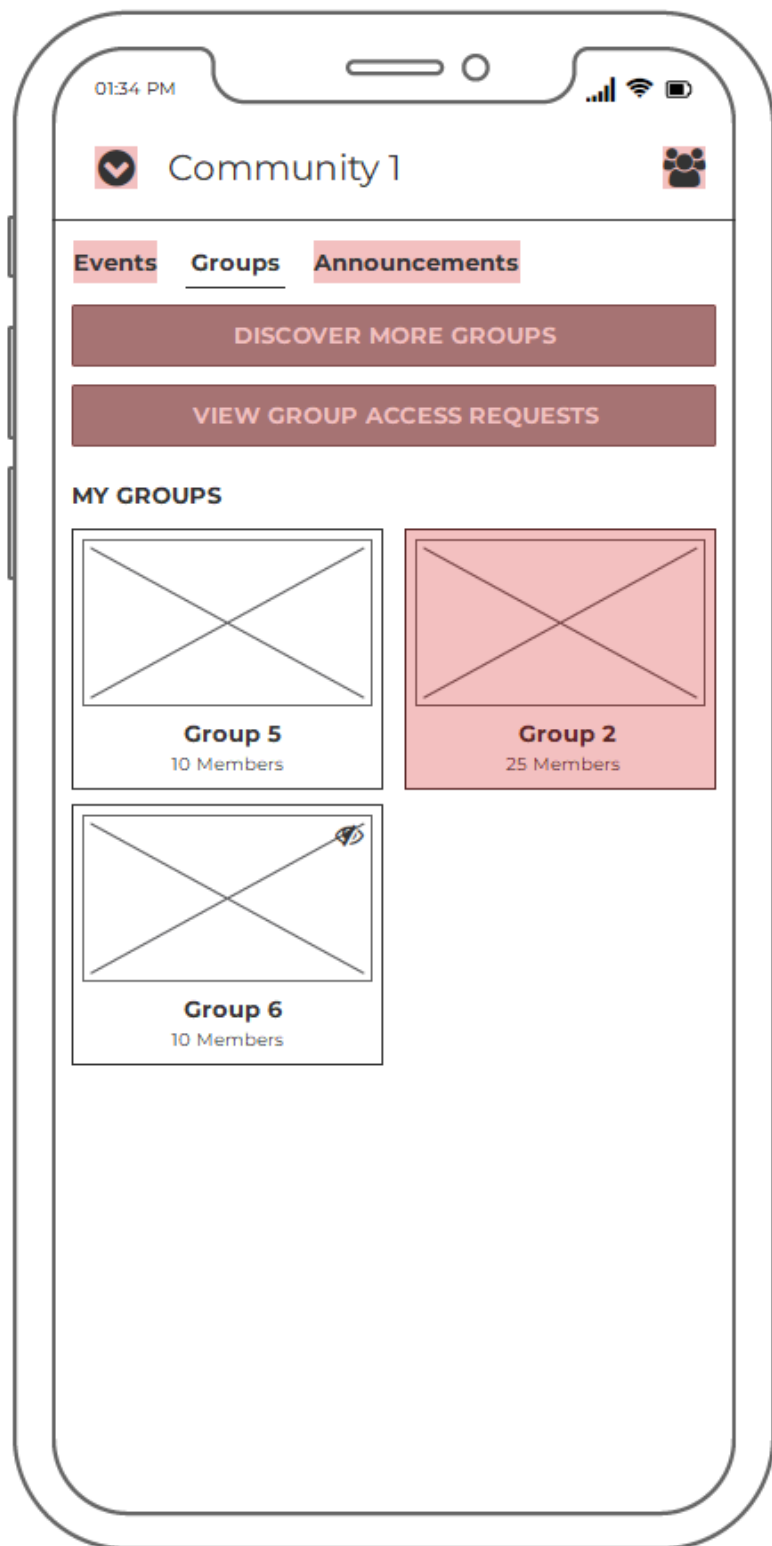 01:34 PM
Community 1
Events Groups Announcements
DISCOVER MORE GROUPS
VIEW GROUP ACCESS REQUESTS
MY GROUPS
Group 5
10 Members
Group 2
25 Members
Group 6
10 Members